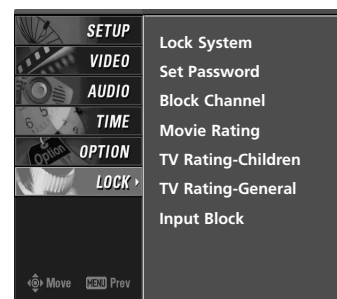 SETUP
VIDEO
AUDIO
TIME
OPTION
LOCK
Move MENU Prev
Lock System
Set Password
Block Channel
Movie Rating
TV Rating-Children
TV Rating-General
Input Block